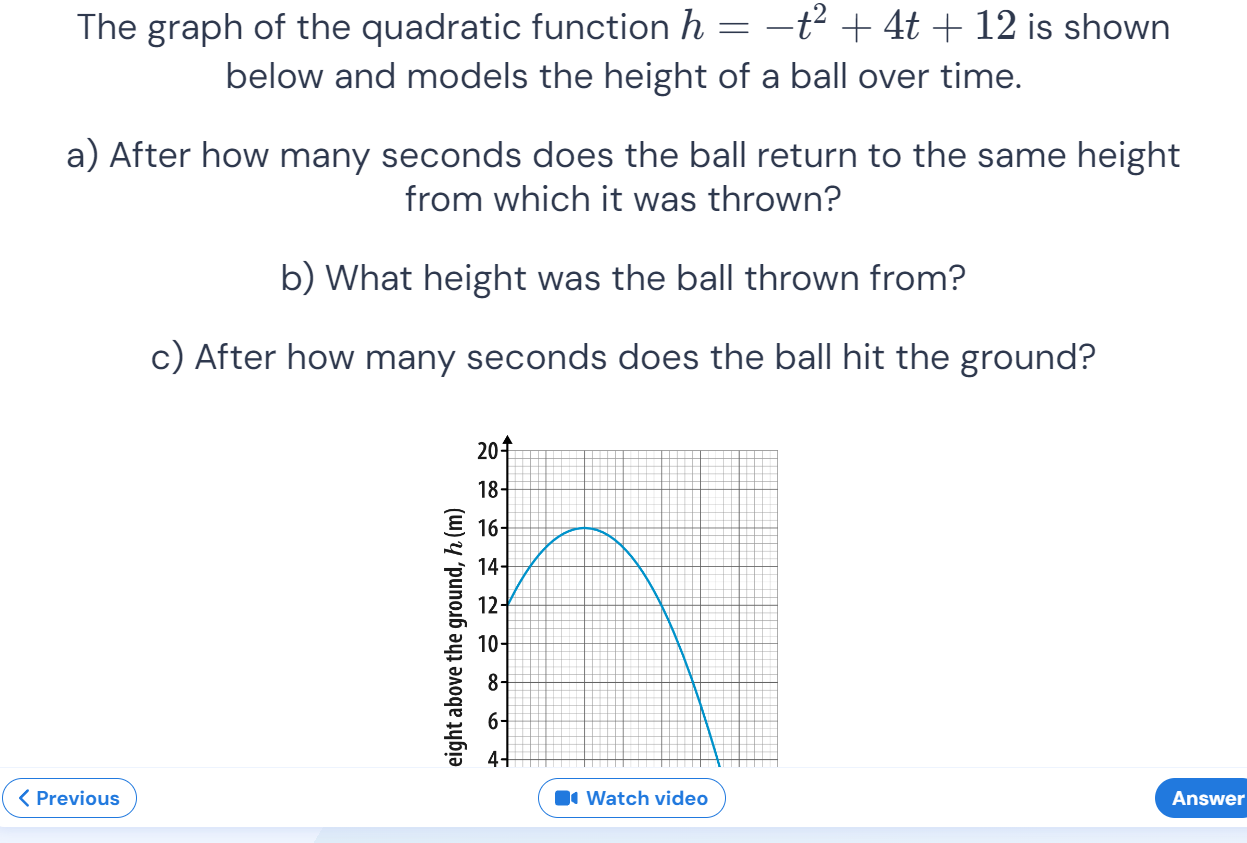 The graph of the quadratic function h = −t² + 4t + 12 is shown
below and models the height of a ball over time.
a) After how many seconds does the ball return to the same height
from which it was thrown?
b) What height was the ball thrown from?
c) After how many seconds does the ball hit the ground?
20
18
16
14
12
10
8
6
4
eight above the ground, h (m)
Previous
Watch video
Answer